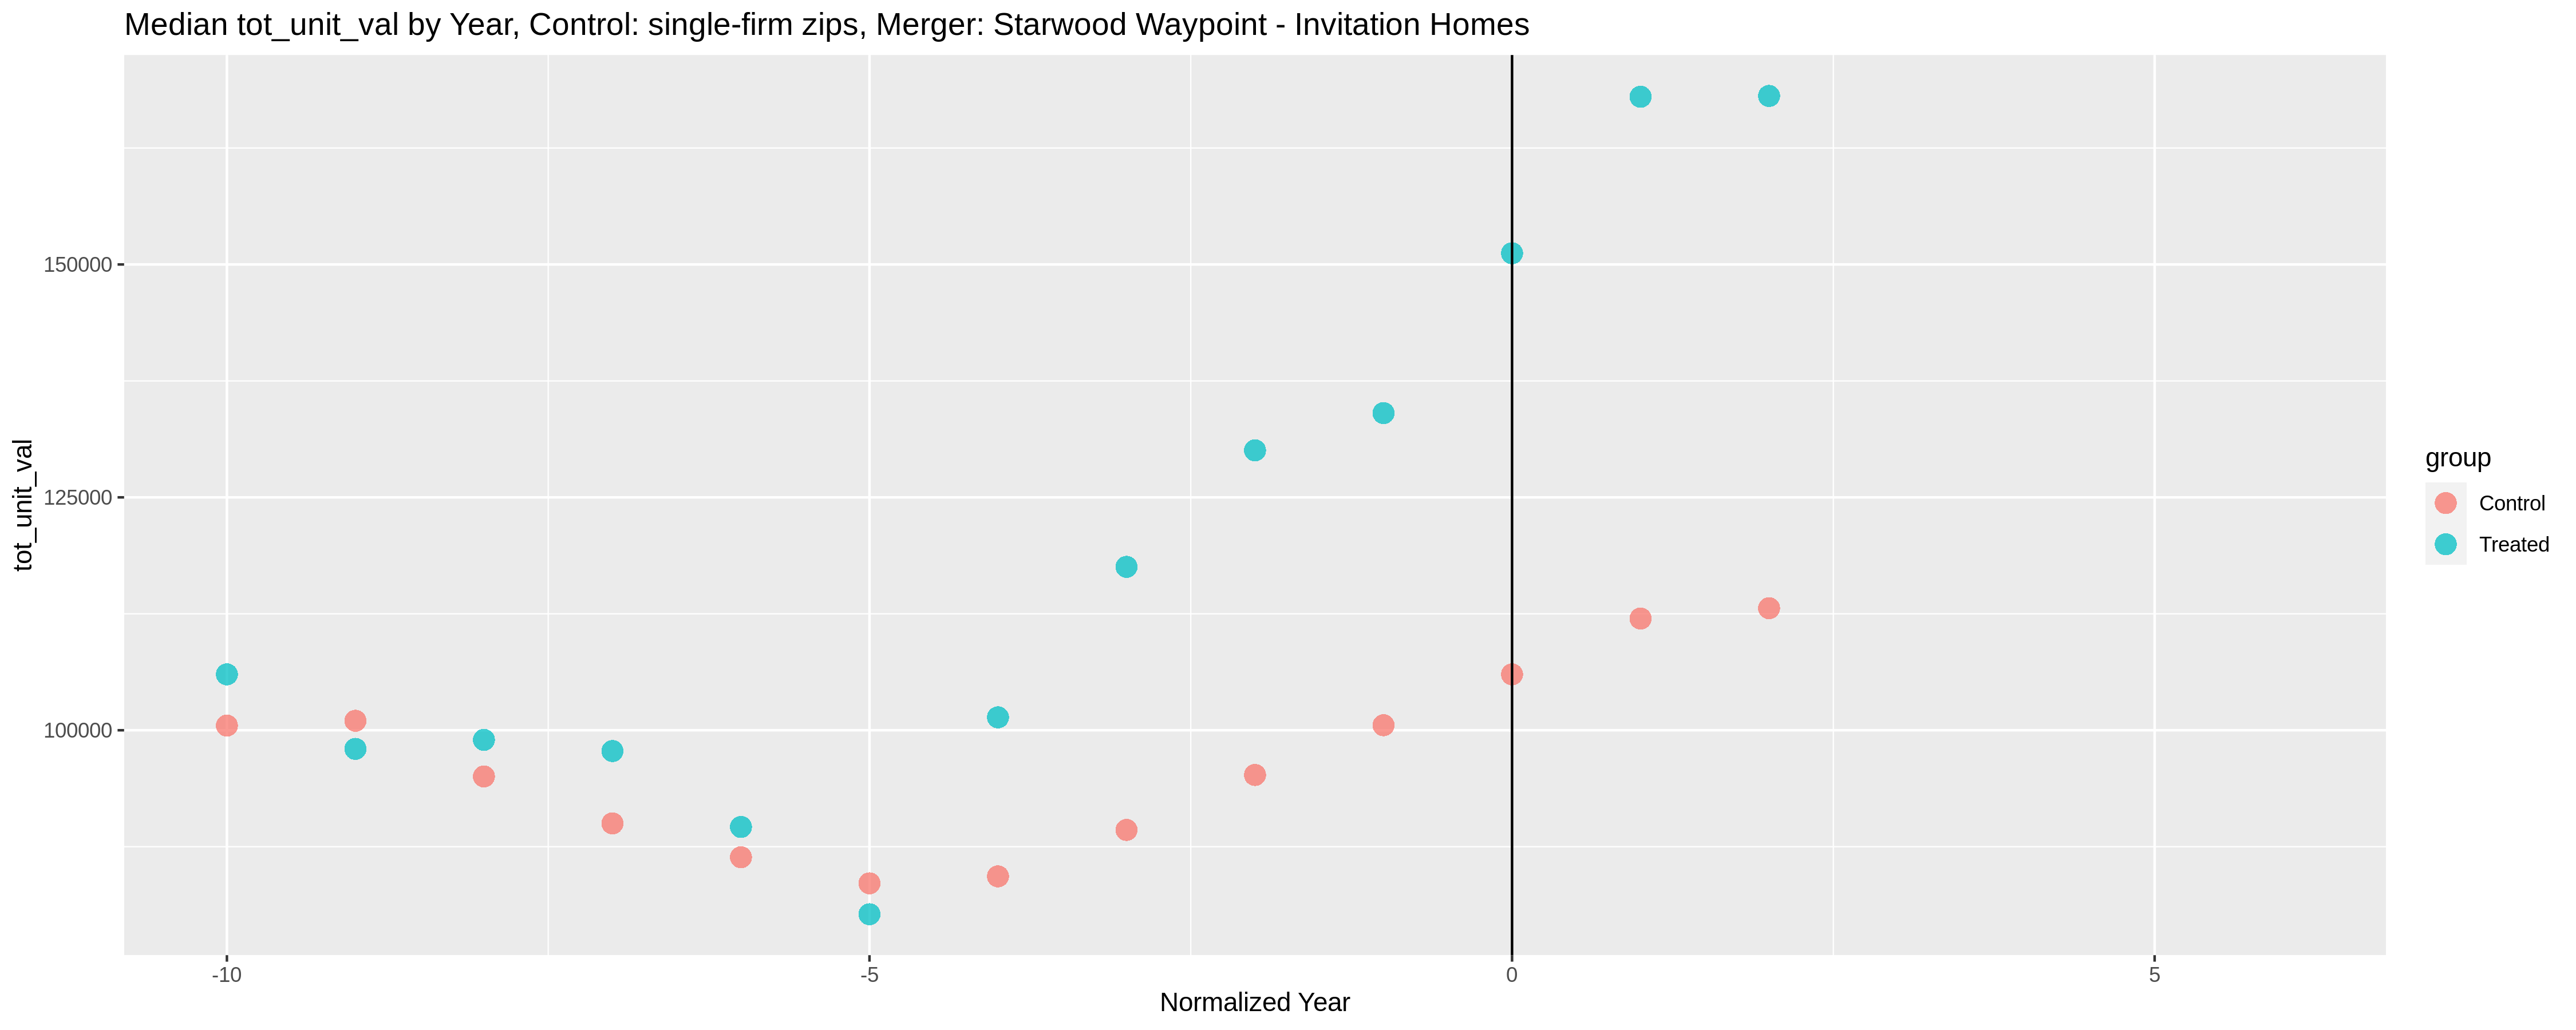 Median tot_unit_val by Year, Control: single-firm zips, Merger: Starwood Waypoint - Invitation Homes
tot_unit_val
150000
125000
100000
-10
-5
0
5
Normalized Year
group
Control
Treated